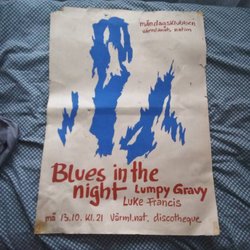 måndagsklubben
värmlands nation
Blues in the
night Lumpy Gravy
Luke Francis
må 13.10. kl. 21 Värml.nat. discotheque